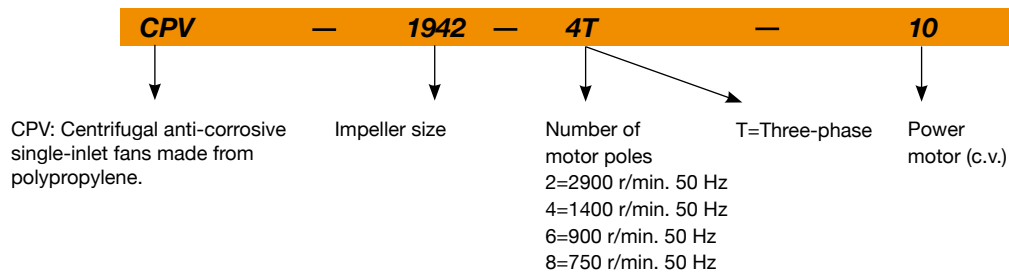 CPV — 1942 — 4T — 10
CPV: Centrifugal anti-corrosive
single-inlet fans made from
polypropylene.
Impeller size
Number of
motor poles
2=2900 r/min. 50 Hz
4=1400 r/min. 50 Hz
6=900 r/min. 50 Hz
8=750 r/min. 50 Hz
T=Three-phase
Power
motor (c.v.)